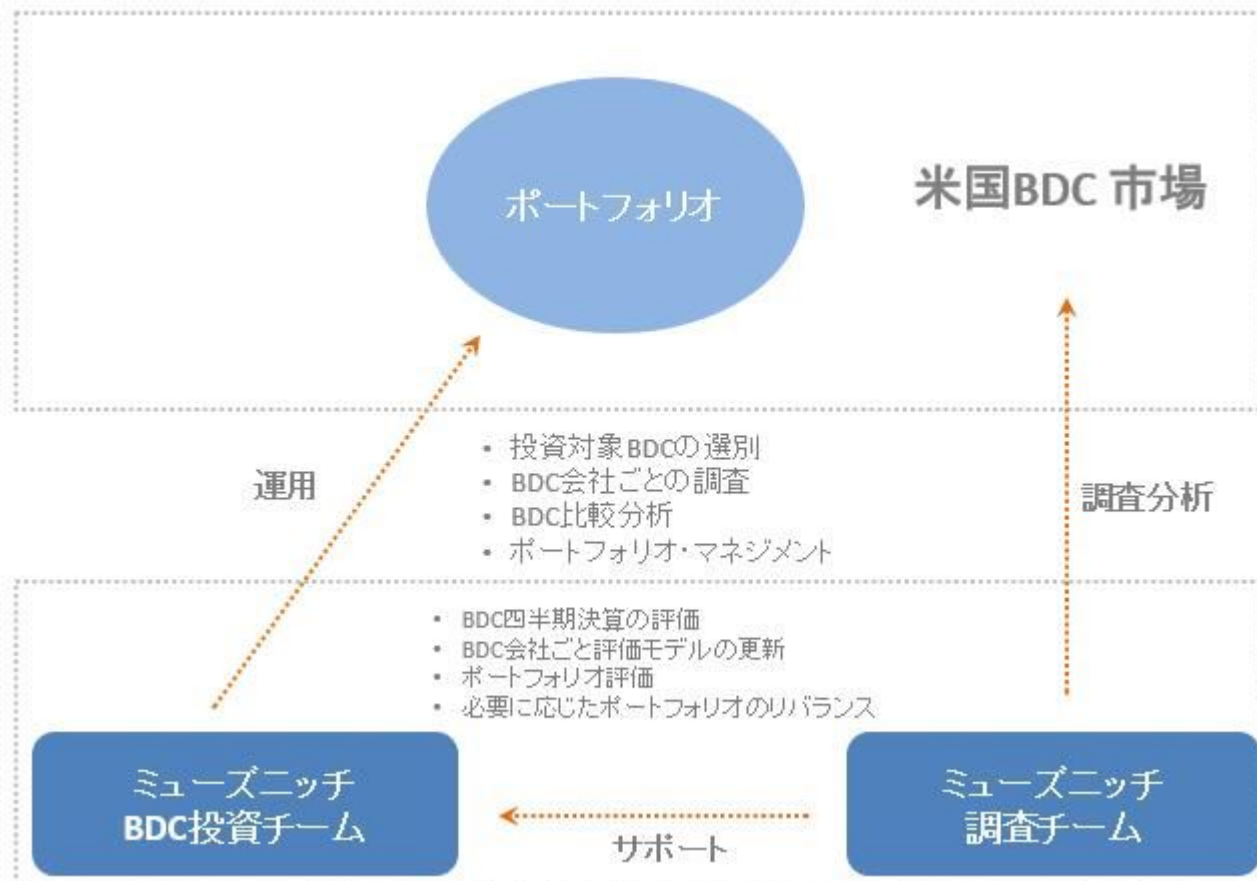 ポートフォリオ
米国BDC 市場
運用
• 投資対象BDCの選別
• BDC会社ごとの調査
• BDC比較分析
• ポートフォリオ・マネジメント
調査分析
• BDC四半期決算の評価
• BDC会社ごと評価モデルの更新
• ポートフォリオ評価
• 必要に応じたポートフォリオのリバランス
ミューズニッチ
BDC投資チーム
サポート
ミューズニッチ
調査チーム